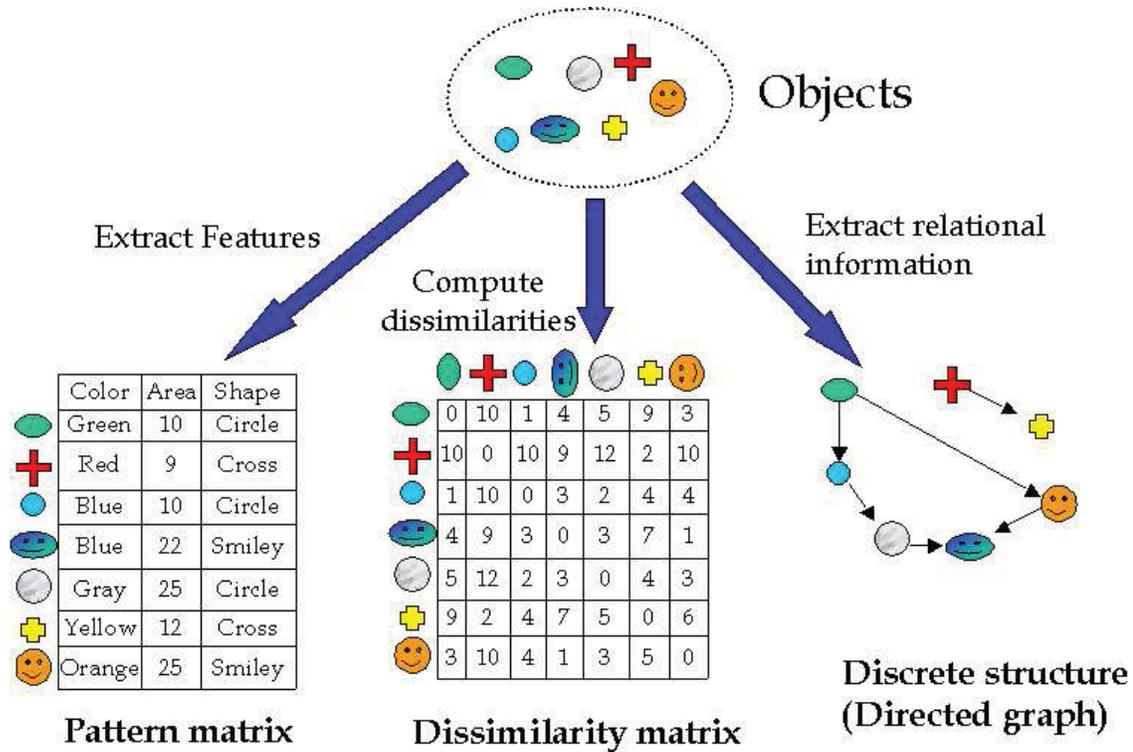 Objects
Extract Features
Compute
dissimilarities
Extract relational
information
Color Area Shape
Green 10 Circle
Red 9 Cross
Blue 10 Circle
Blue 22 Smiley
Gray 25 Circle
Yellow 12 Cross
Orange 25 Smiley
Pattern matrix
0 10 1 4 5 9 3
10 0 10 9 12 2 10
1 10 0 3 2 4 4
4 9 3 0 3 7 1
5 12 2 3 0 4 3
9 2 4 7 5 0 6
3 10 4 1 3 5 0
Dissimilarity matrix
Discrete structure
(Directed graph)